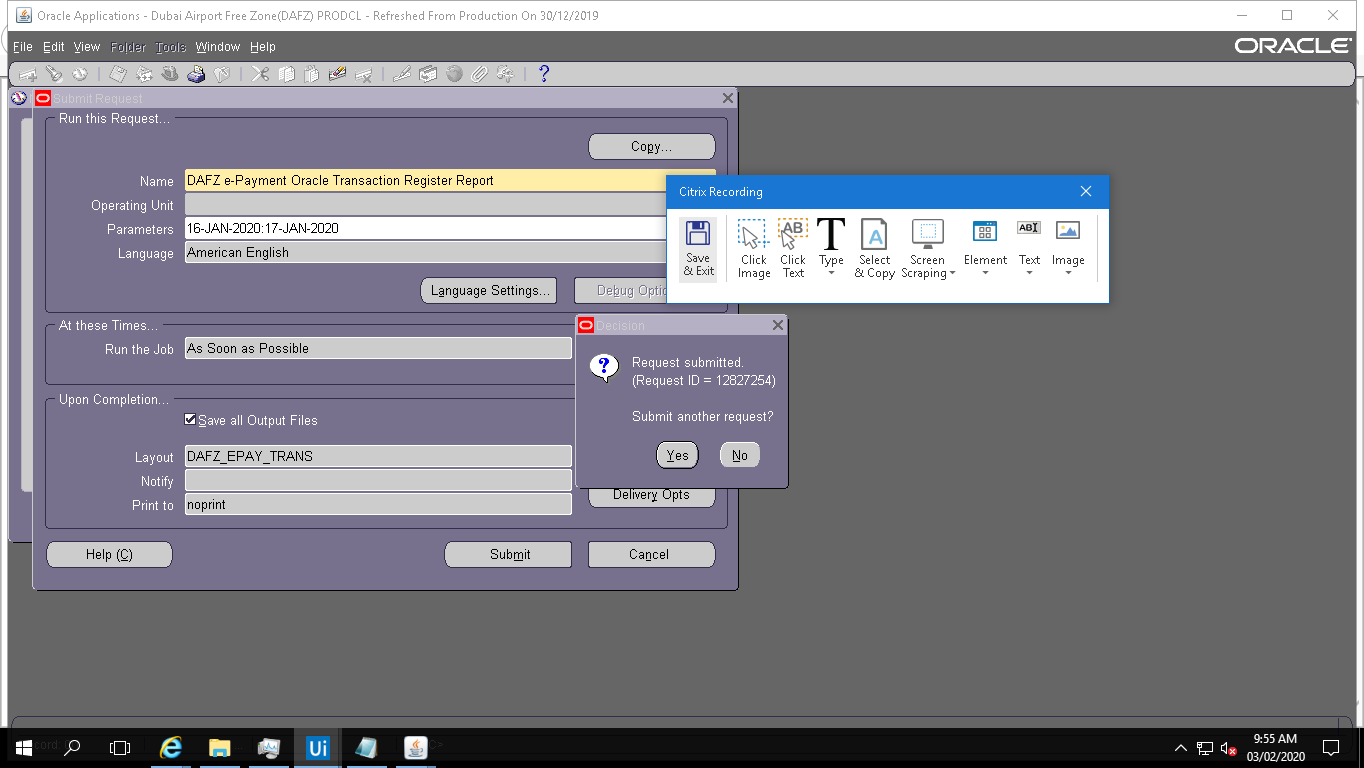 Oracle Applications - Dubai Airport Free Zone(DAFZ) PRODCL - Refreshed From Production On 30/12/2019
File Edit View Folder Tools Window Help
ORACLE
Submit Request
Run this Request...
Copy...
Name DAFZ e-Payment Oracle Transaction Register Report
Operating Unit
Parameters 16-JAN-2020:17-JAN-2020
Language American English
Language Settings...
Debug Optio
Citrix Recording
Save & Exit
Click Image
Click Text
Type
Select & Copy
Screen Scraping
Element
Text
Image
At these Times...
Run the Job As Soon as Possible
Decision
Request submitted.
(Request ID = 12827254)
Submit another request?
Yes No
Upon Completion...
Save all Output Files
Layout DAFZ_EPAY_TRANS
Notify
Print to noprint
Delivery Opts
Help (C) Submit Cancel
Ui
9:55 AM
03/02/2020